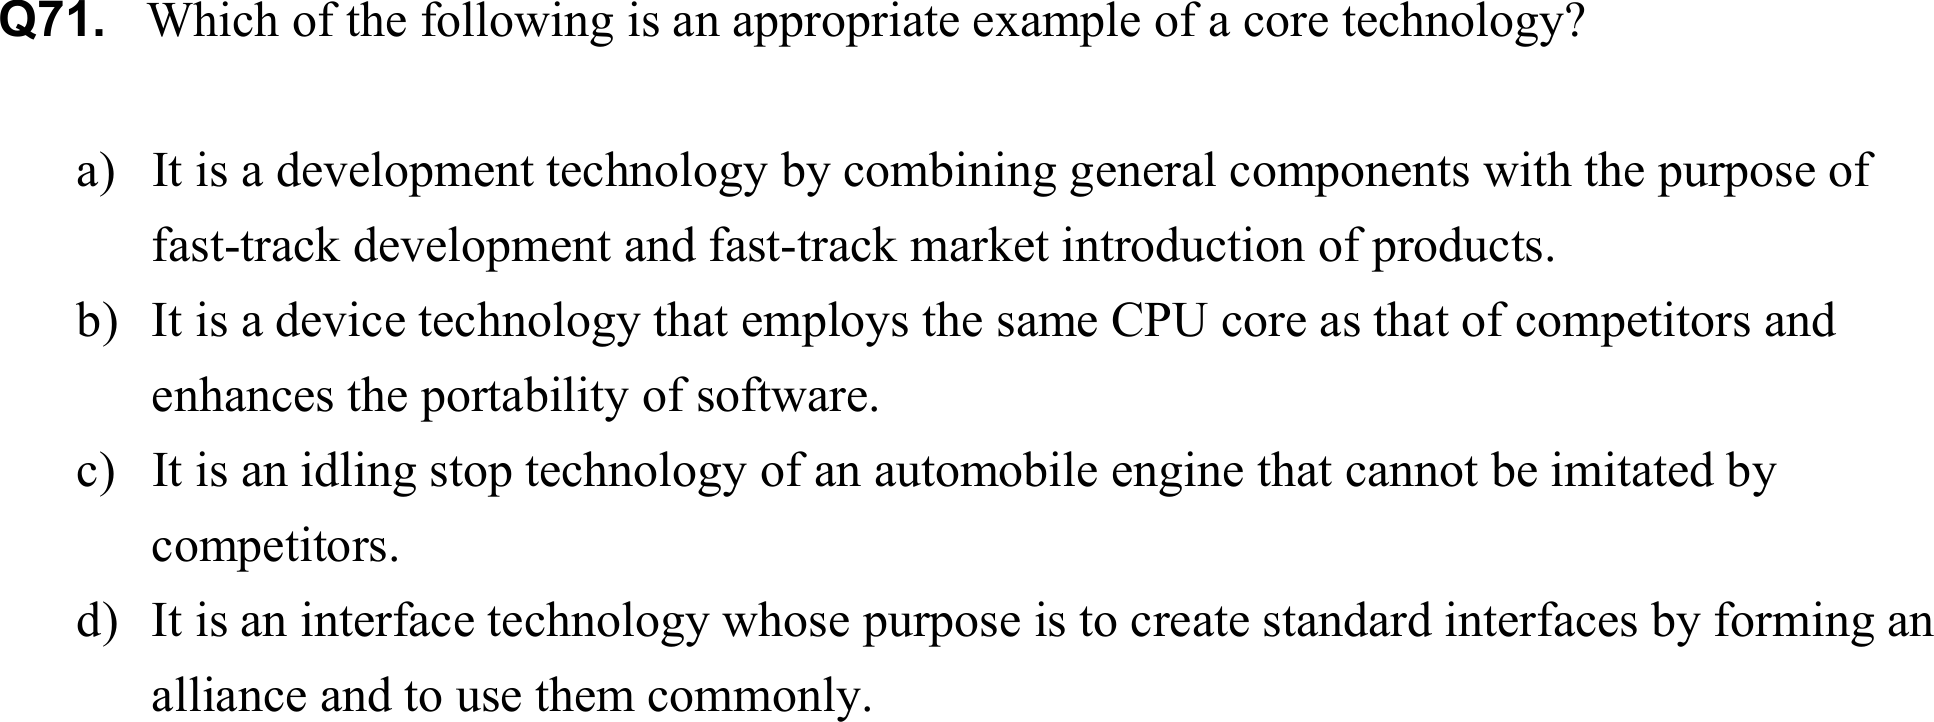 Q71. Which of the following is an appropriate example of a core technology?
a) It is a development technology by combining general components with the purpose of
fast-track development and fast-track market introduction of products.
b) It is a device technology that employs the same CPU core as that of competitors and
enhances the portability of software.
c) It is an idling stop technology of an automobile engine that cannot be imitated by
competitors.
d) It is an interface technology whose purpose is to create standard interfaces by forming an
alliance and to use them commonly.